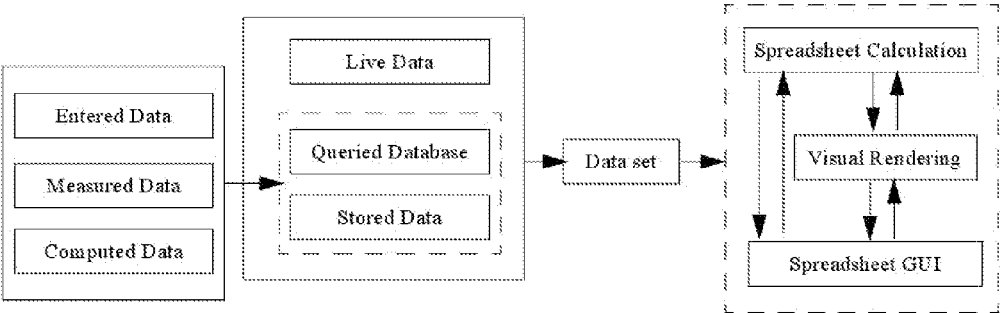 Entered Data
Measured Data
Computed Data
Live Data
Queried Database
Stored Data
Data set
Spreadsheet Calculation
Visual Rendering
Spreadsheet GUI